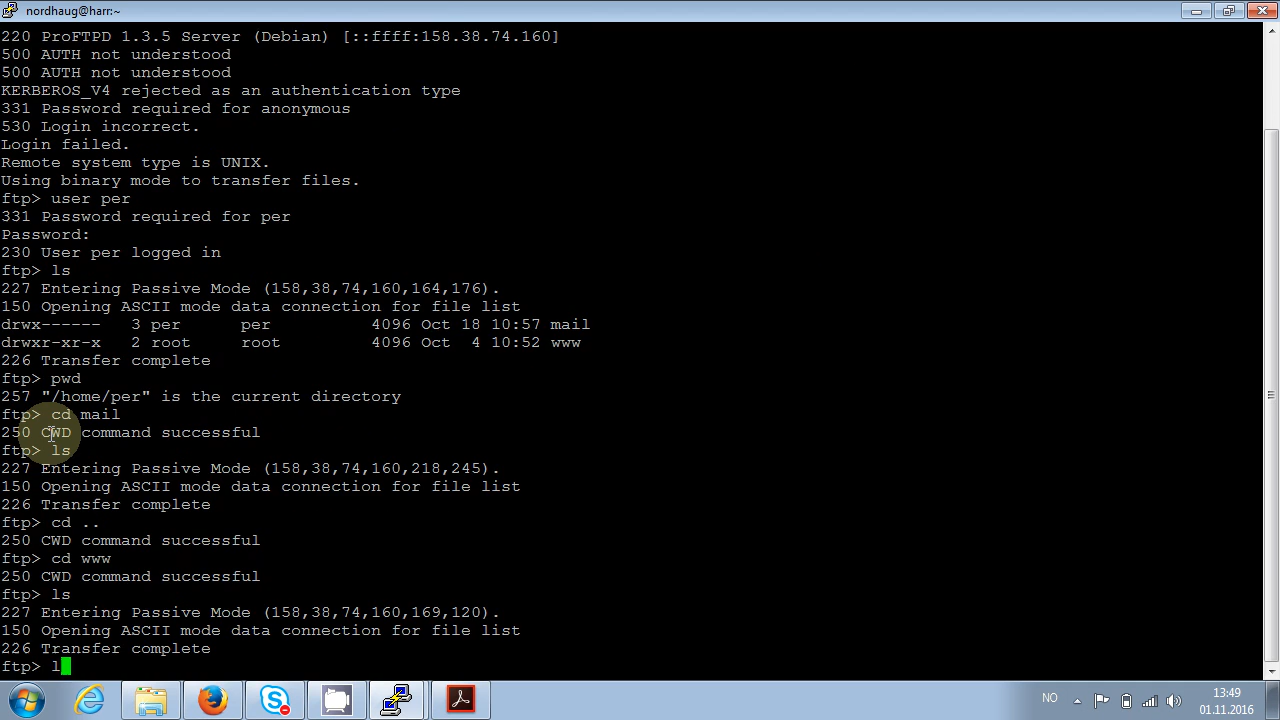 nordhaug@harr:~
220 ProFTPD 1.3.5 Server (Debian) [::ffff:158.38.74.160]
500 AUTH not understood
500 AUTH not understood
KERBEROS_V4 rejected as an authentication type
331 Password required for anonymous
530 Login incorrect.
Login failed.
Remote system type is UNIX.
Using binary mode to transfer files.
ftp> user per
331 Password required for per
Password:
230 User per logged in
ftp> ls
227 Entering Passive Mode (158,38,74,160,164,176).
150 Opening ASCII mode data connection for file list
drwx------   3 per      per          4096 Oct 18 10:57 mail
drwxr-xr-x   2 root     root         4096 Oct  4 10:52 www
226 Transfer complete
ftp> pwd
257 "/home/per" is the current directory
ftp> cd mail
250 CWD command successful
ftp> ls
227 Entering Passive Mode (158,38,74,160,218,245).
150 Opening ASCII mode data connection for file list
226 Transfer complete
ftp> cd ..
250 CWD command successful
ftp> cd www
250 CWD command successful
ftp> ls
227 Entering Passive Mode (158,38,74,160,169,120).
150 Opening ASCII mode data connection for file list
226 Transfer complete
ftp> l
NO
13:49
01.11.2016